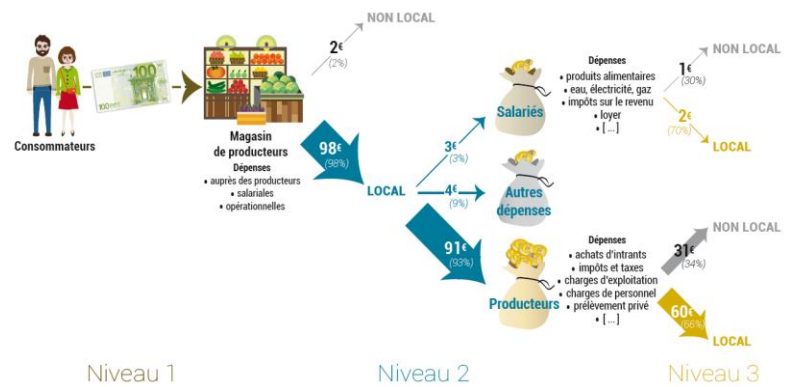 Consommateurs
100
100 EURO
Magasin
de producteurs
Dépenses
• auprès des producteurs
• salariales
• opérationnelles
2€
(2%)
NON LOCAL
98€
(98%)
LOCAL
3€
(3%)
4€
(9%)
91€
(93%)
Salariés
Dépenses
• produits alimentaires
• eau, électricité, gaz
• impôts sur le revenu
• loyer
• [...]
1€
(30%)
NON LOCAL
2€
(70%)
LOCAL
Autres
dépenses
Producteurs
Dépenses
• achats d'intrants
• impôts et taxes
• charges d'exploitation
• charges de personnel
• prélèvement privé
• [...]
31€
(34%)
NON LOCAL
60€
(66%)
LOCAL
Niveau 1
Niveau 2
Niveau 3